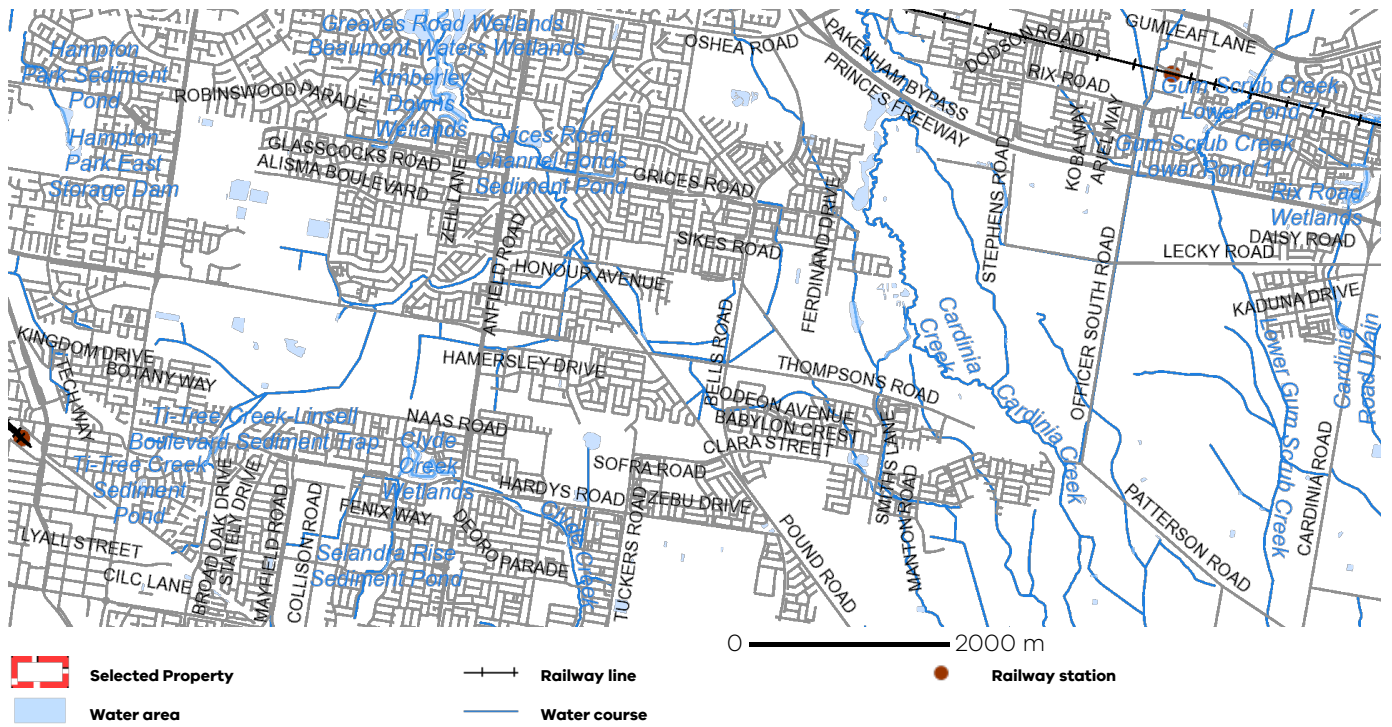 Greaves Road Wetlands
Beaumont Waters Wetlands
Hampton
Park Sediment
Pond
Kimberley
Downs
Wetlands
OSHEA ROAD
PAKENHAM BYPASS
PRINCES FREEWAY
DODSON ROAD
GUMLEAF LANE
RIX ROAD
Gum Scrub Creek
Lower Pond 7
ROBINSWOOD PARADE
Hampton
Park East
Storage Dam
GLASSCOCKS ROAD
ALISMA BOULEVARD
Grices Road
Channel Ponds
Sediment Pond
GRICES ROAD
KOBA WAY
ARTEY WAY
Gum Scrub Creek
Lower Pond 1
Rix Road
Wetlands
ZEIL LANE
ANFIELD ROAD
SIKES ROAD
HONOUR AVENUE
FERDINAND DRIVE
STEPHENS ROAD
OFFICER SOUTH ROAD
DAISY ROAD
LECKY ROAD
KADUNA DRIVE
Cardinia
Creek
Lower Gum Scrub Creek
Cardinia
Road Drain
KINGDOM DRIVE
BOTANY WAY
TECH WAY
HAMERSLEY DRIVE
BELLS ROAD
THOMPSONS ROAD
Cardinia Creek
Ti-Tree Creek-Linsell
Boulevard Sediment Trap
NAAS ROAD
ODEON AVENUE
BABYLON CREST
CLARA STREET
Ti-Tree Creek
Sediment
Pond
Clyde
Creek
Wetlands
SOFRA ROAD
HARDYS ROAD
ZEBU DRIVE
SMITHS LANE
MANTON ROAD
CARDINIA ROAD
PATTERSON ROAD
FENIX WAY
DEORO PARADE
Clyde Creek
TUCKERS ROAD
POUND ROAD
LYALL STREET
CILC LANE
BROAD OAK DRIVE
STATELY DRIVE
MAYFIELD ROAD
COLLISON ROAD
Selandra Rise
Sediment Pond
0 2000 m
Selected Property
Railway line
Railway station
Water area
Water course